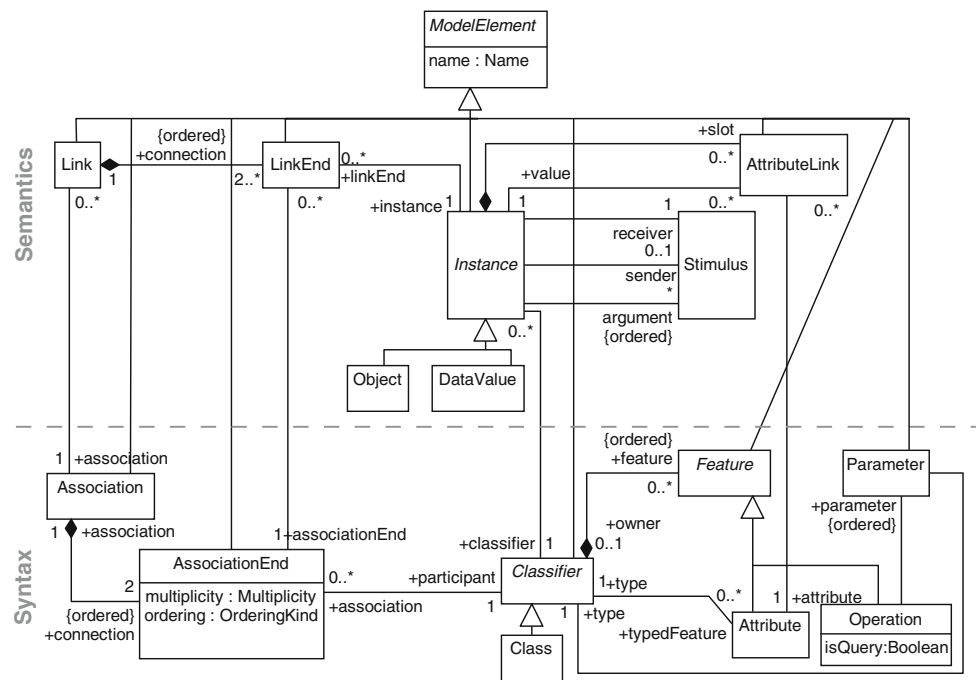 ModelElement
name : Name
Semantics
Link
{ordered}
+connection
1
2..*
0..*
LinkEnd
0..*
+linkEnd
0..*
+instance
1
1
+slot
0..*
+value
0..*
AttributeLink
0..*
Instance
1
receiver
0..1
sender
*
argument
{ordered}
Stimulus
0..*
Object
DataValue
Syntax
1
+association
Association
1
+association
2
{ordered}
+connection
1
+associationEnd
AssociationEnd
multiplicity : Multiplicity
ordering : OrderingKind
0..*
+participant
+association
1
+classifier
1
{ordered}
+feature
0..*
+owner
0..1
Classifier
1
+type
1
+type
Class
Feature
0..*
+typedFeature
Attribute
1
+attribute
Parameter
+parameter
{ordered}
Operation
isQuery:Boolean